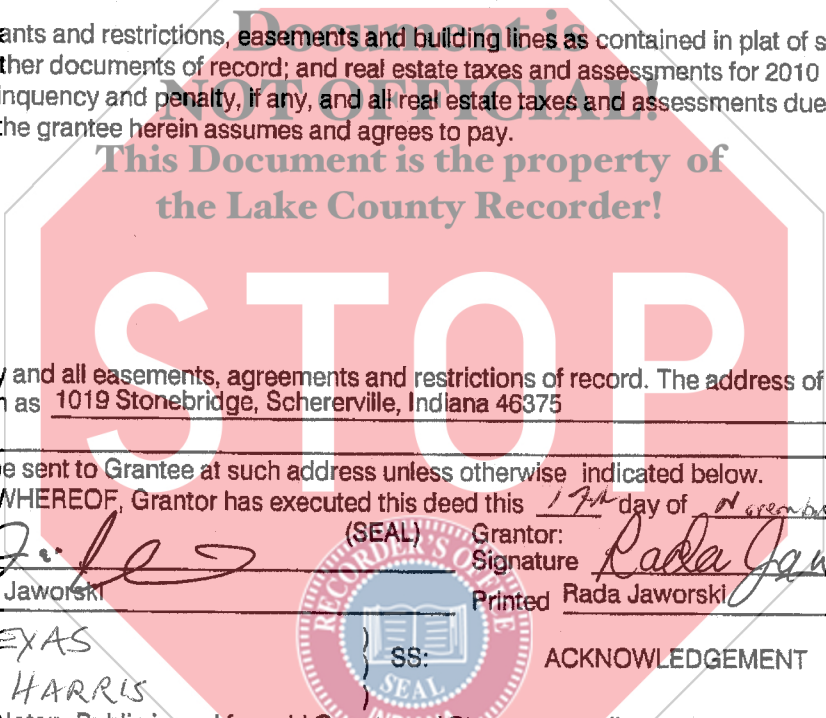 Document is
ants and restrictions, easements and building lines as contained in plat of s
ther documents of record; and real estate taxes and assessments for 2010
inquency and penalty, if any, and all real estate taxes and assessments due
NOT OFFICIAL!
the grantee herein assumes and agrees to pay.
This Document is the property of
the Lake County Recorder!
STOP
y and all easements, agreements and restrictions of record. The address of
n as 1019 Stonebridge, Schererville, Indiana 46375
e sent to Grantee at such address unless otherwise indicated below.
WHEREOF, Grantor has executed this deed this 17th day of November
(SEAL) Grantor:
Signature Rada Jaw
Jaworski Printed Rada Jaworski
RECORDER'S OFFICE
SEAL
EXAS
SS: ACKNOWLEDGEMENT
HARRIS